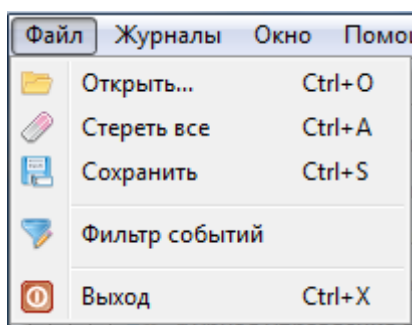 Файл Журналы Окно
Открыть... Ctrl+O
Стереть все Ctrl+A
Сохранить Ctrl+S
Фильтр событий
Выход Ctrl+X